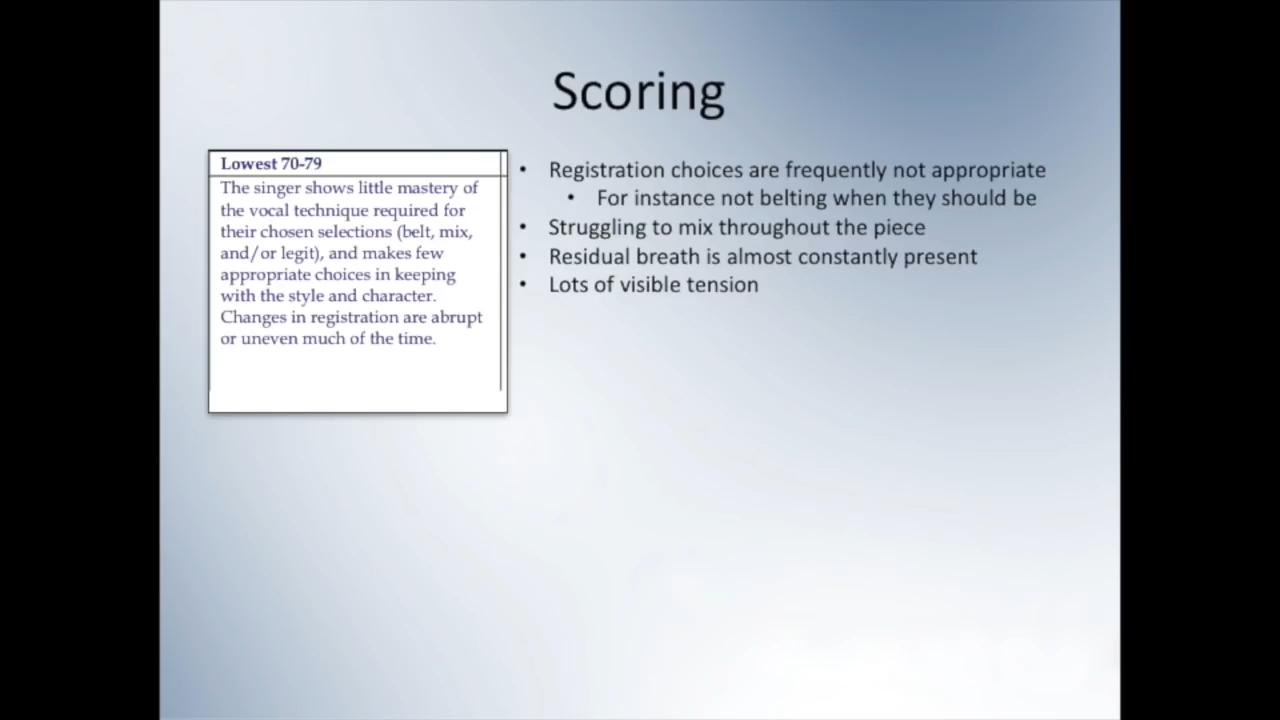 Scoring
Lowest 70-79
The singer shows little mastery of
the vocal technique required for
their chosen selections (belt, mix,
and/or legit), and makes few
appropriate choices in keeping
with the style and character.
Changes in registration are abrupt
or uneven much of the time.
• Registration choices are frequently not appropriate
• For instance not belting when they should be
• Struggling to mix throughout the piece
• Residual breath is almost constantly present
• Lots of visible tension